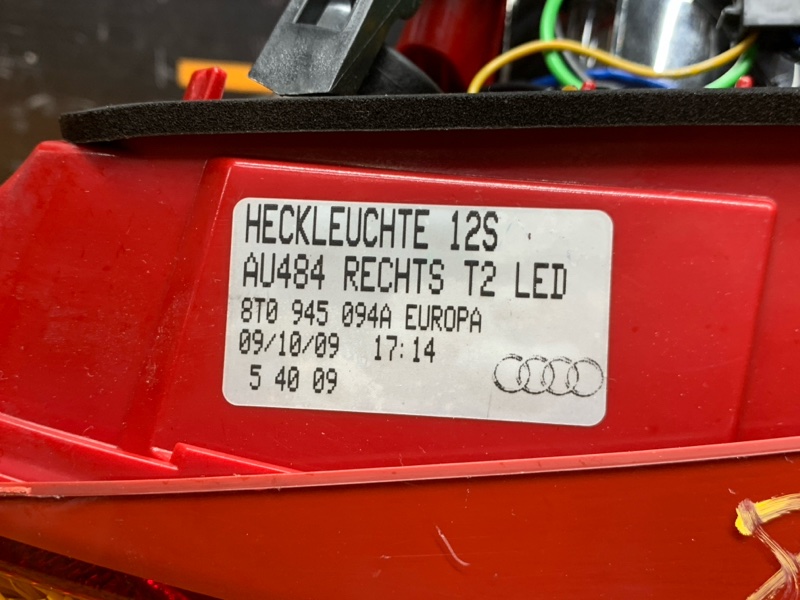 HECKLEUCHTE 12S
AU484 RECHTS T2 LED
8T0 945 094A EUROPA
09/10/09 17:14
5 40 09